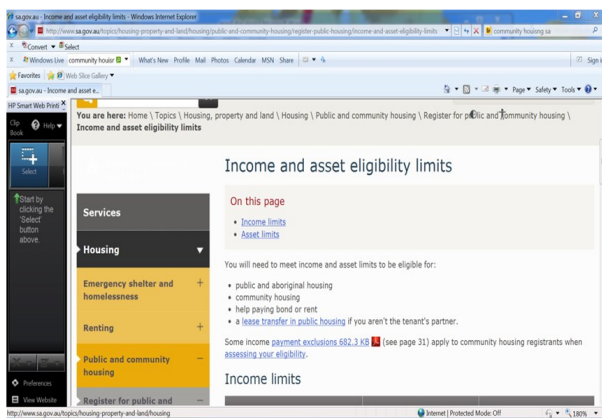 sa.gov.au - Income and asset eligibility limits - Windows Internet Explorer
http://www.sa.gov.au/topics/housing-property-and-land/housing/public-and-community-housing/register-public-housing/income-and-asset-eligibility-limits
community houisng sa
x Convert Select
x Windows Live community houisr What's New Profile Mail Photos Calendar MSN Share Sign i
Favorites Web Slice Gallery
sa.gov.au - Income and asset e... Page Safety Tools
HP Smart Web Printi X
Clip Book Help
Select
Start by clicking the 'Select' button above.
Preferences
View Website
You are here: Home \ Topics \ Housing, property and land \ Housing \ Public and community housing \ Register for public and community housing \
Income and asset eligibility limits
Services
Housing
Emergency shelter and
homelessness
Renting
Public and community
housing
Register for public and
Income and asset eligibility limits
On this page
Income limits
Asset limits
You will need to meet income and asset limits to be eligible for:
public and aboriginal housing
community housing
help paying bond or rent
a lease transfer in public housing if you aren't the tenant's partner.
Some income payment exclusions 682.3 KB (see page 31) apply to community housing registrants when
assessing your eligibility.
Income limits
http://www.sa.gov.au/topics/housing-property-and-land/housing
Internet | Protected Mode: Off 180%